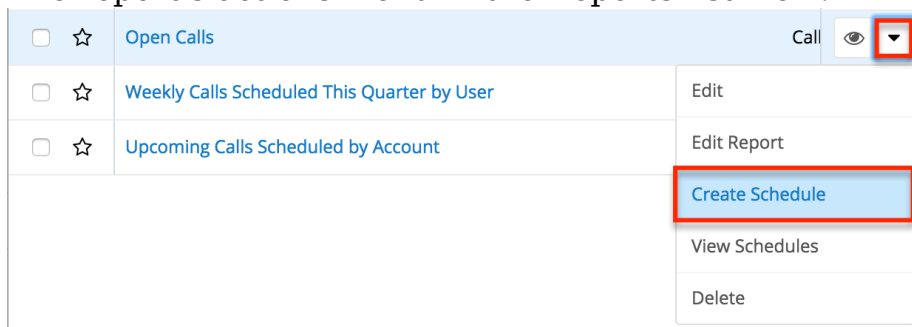 Open Calls Call
Weekly Calls Scheduled This Quarter by User
Edit
Upcoming Calls Scheduled by Account
Edit Report
Create Schedule
View Schedules
Delete